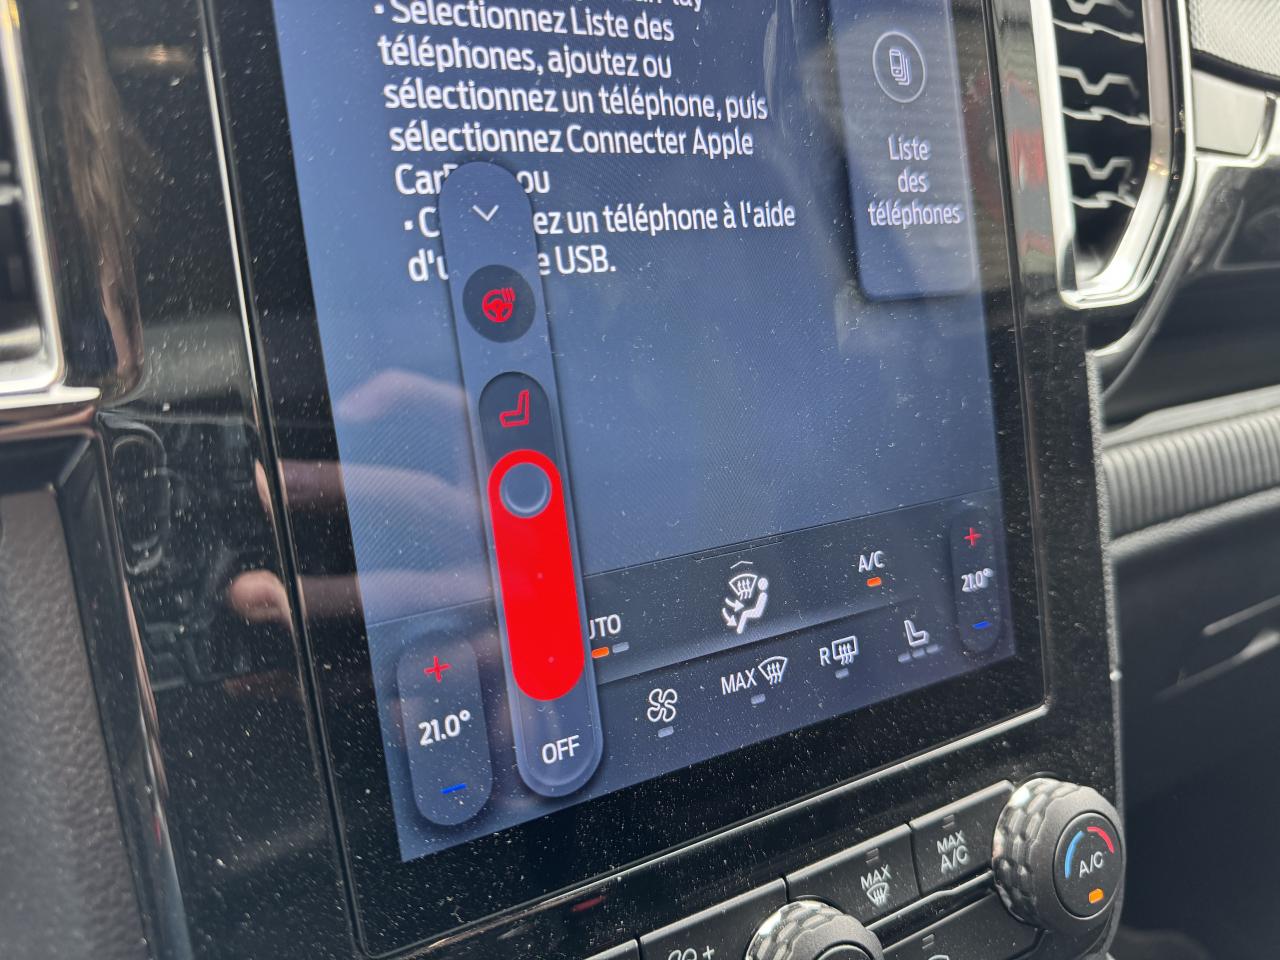 · Sélectionnez Liste des
téléphones, ajoutez ou
sélectionnez un téléphone, puis
sélectionnez Connecter Apple
ou
un téléphone à l'aide
USB.
Liste
des
téléphones
A/C
21.0°
21.0°
OFF
MAX
R
MAX
MAX
A/C
A/C